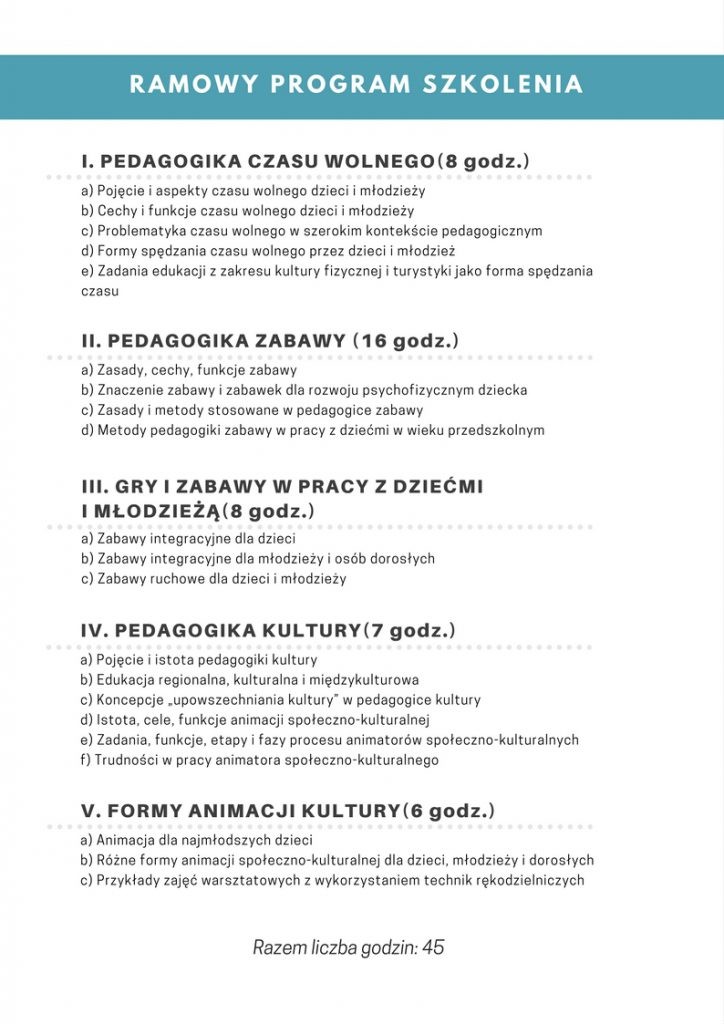 RAMOWY PROGRAM SZKOLENIA
I. PEDAGOGIKA CZASU WOLNEGO(8 godz.)
a) Pojęcie i aspekty czasu wolnego dzieci i młodzieży
b) Cechy i funkcje czasu wolnego dzieci i młodzieży
c) Problematyka czasu wolnego w szerokim kontekście pedagogicznym
d) Formy spędzania czasu wolnego przez dzieci i młodzież
e) Zadania edukacji z zakresu kultury fizycznej i turystyki jako forma spędzania
czasu
II. PEDAGOGIKA ZABAWY (16 godz.)
a) Zasady, cechy, funkcje zabawy
b) Znaczenie zabawy i zabawek dla rozwoju psychofizycznym dziecka
c) Zasady i metody stosowane w pedagogice zabawy
d) Metody pedagogiki zabawy w pracy z dziećmi w wieku przedszkolnym
III. GRY I ZABAWY W PRACY Z DZIEĆMI
I MŁODZIEŻĄ(8 godz.)
a) Zabawy integracyjne dla dzieci
b) Zabawy integracyjne dla młodzieży i osób dorosłych
c) Zabawy ruchowe dla dzieci i młodzieży
IV. PEDAGOGIKA KULTURY(7 godz.)
a) Pojęcie i istota pedagogiki kultury
b) Edukacja regionalna, kulturalna i międzykulturowa
c) Koncepcje „upowszechniania kultury” w pedagogice kultury
d) Istota, cele, funkcje animacji społeczno-kulturalnej
e) Zadania, funkcje, etapy i fazy procesu animatorów społeczno-kulturalnych
f) Trudności w pracy animatora społeczno-kulturalnego
V. FORMY ANIMACJI KULTURY(6 godz.)
a) Animacja dla najmłodszych dzieci
b) Różne formy animacji społeczno-kulturalnej dla dzieci, młodzieży i dorosłych
c) Przykłady zajęć warsztatowych z wykorzystaniem technik rękodzielniczych
Razem liczba godzin: 45